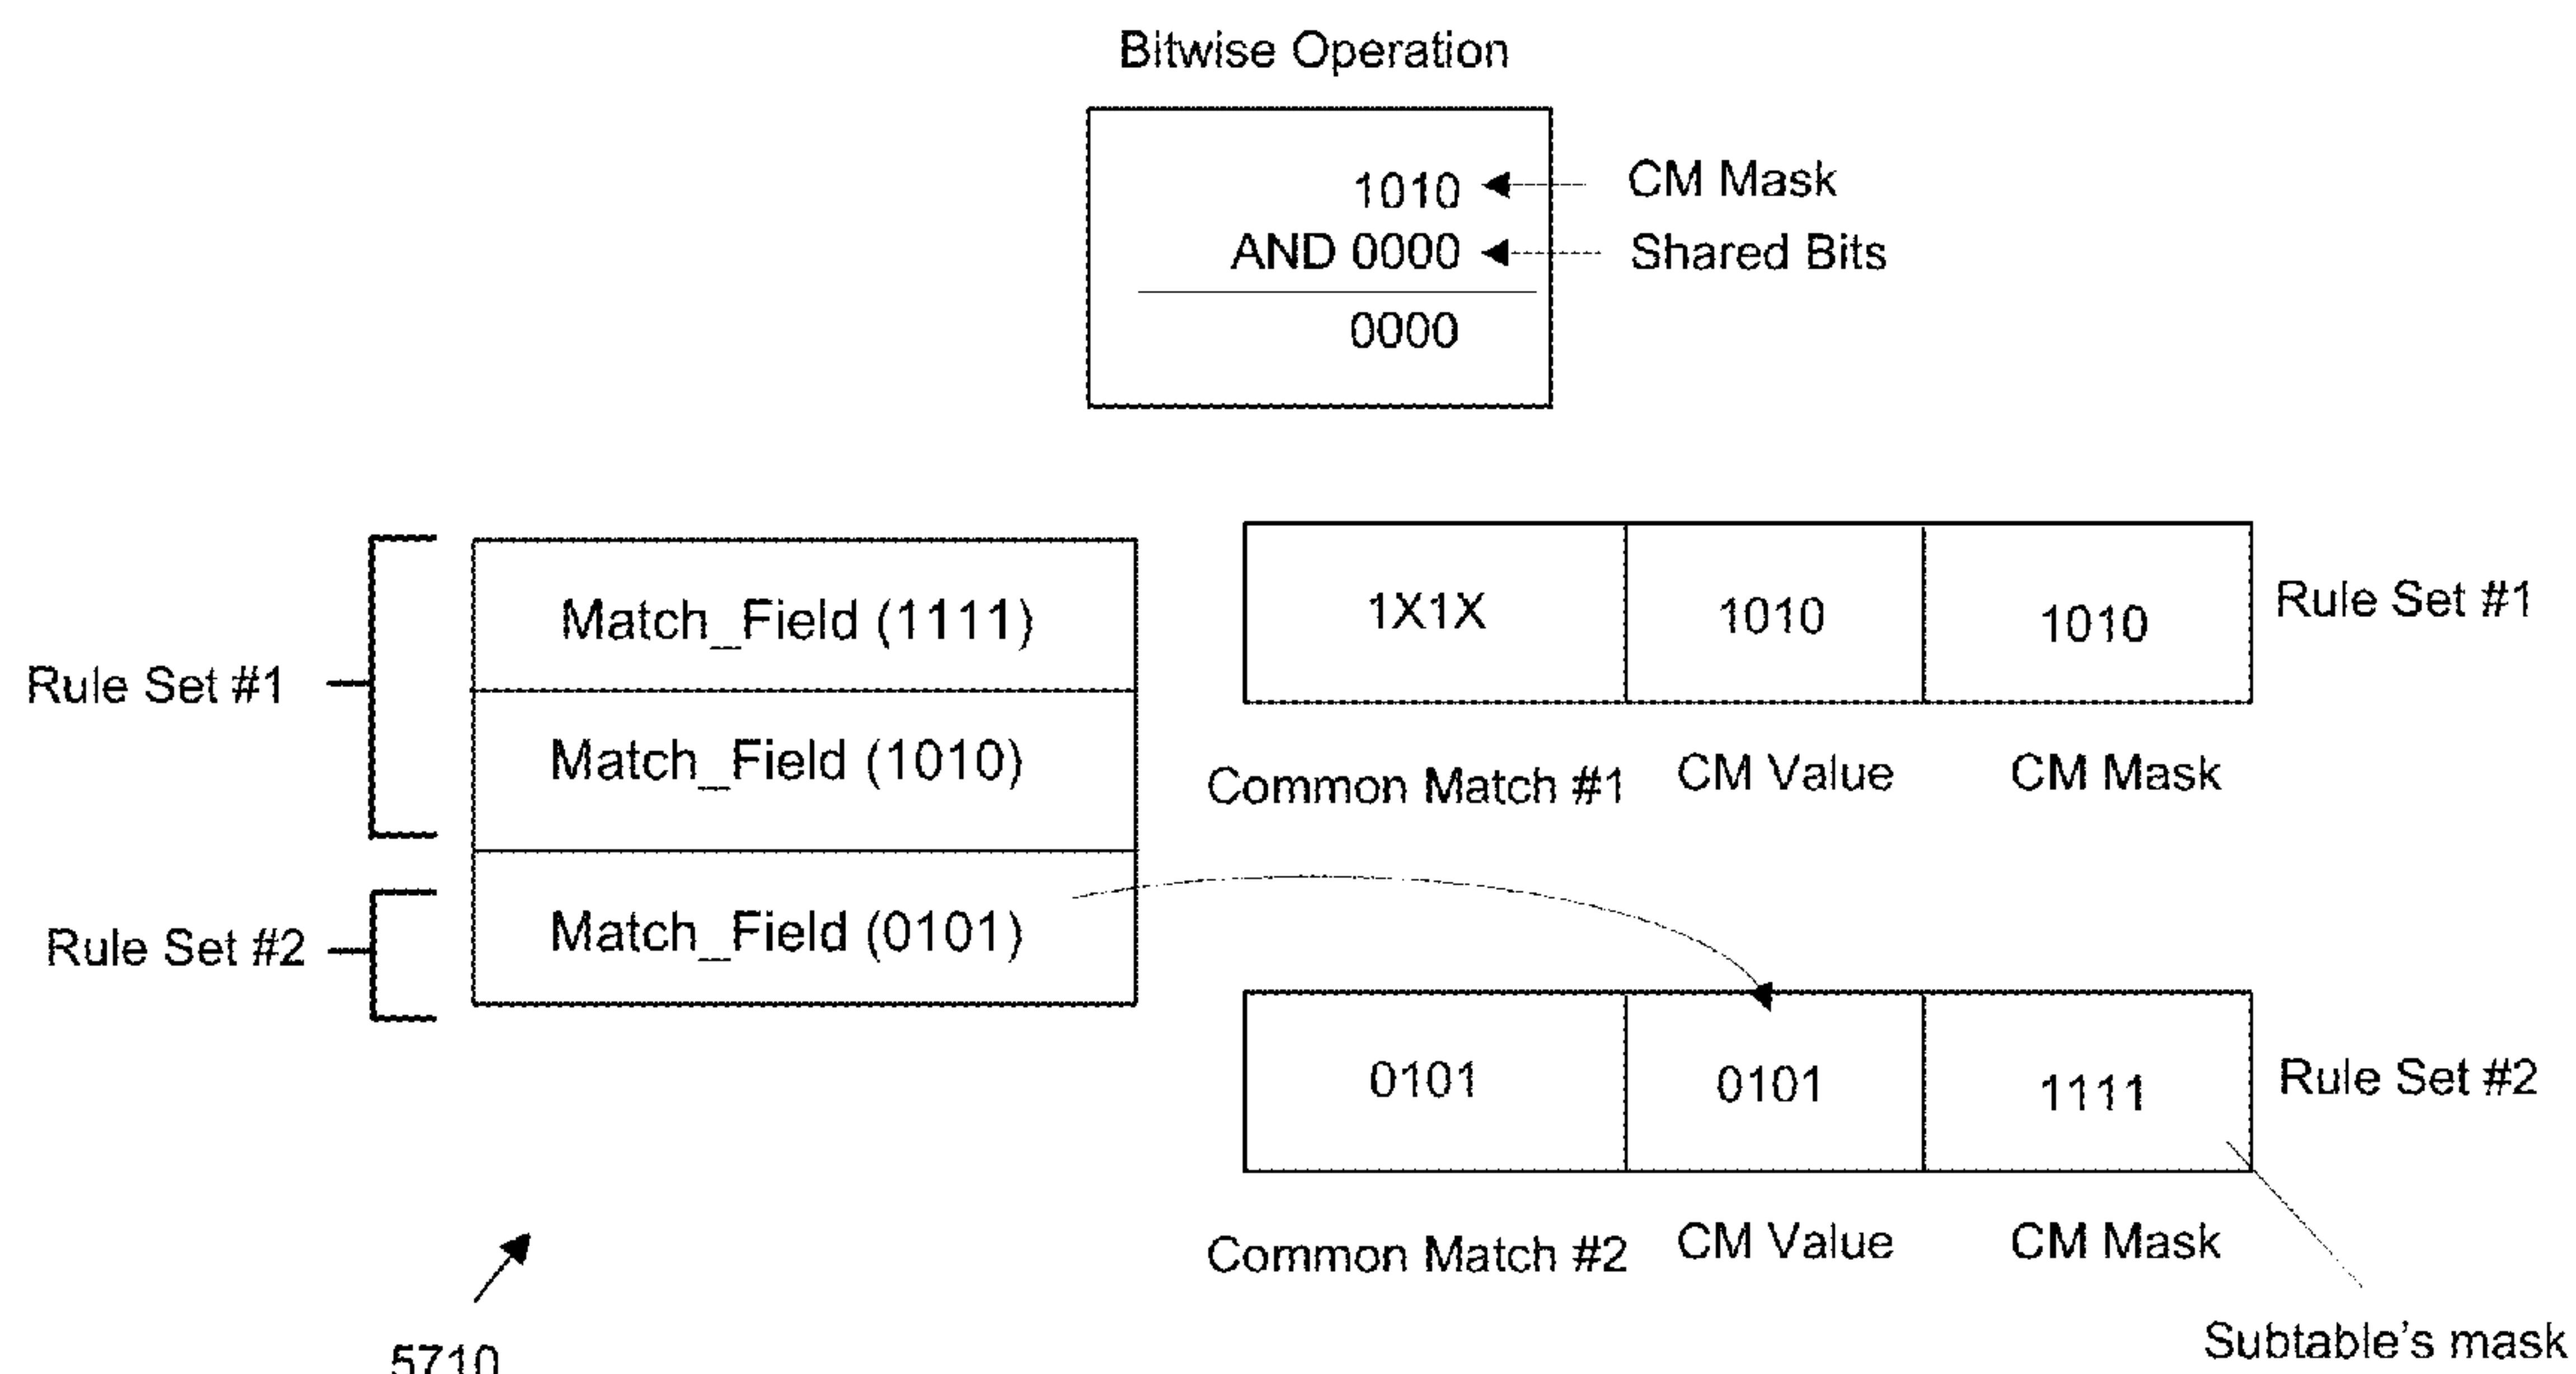 Bitwise Operation
1010
CM Mask
AND 0000
Shared Bits
0000
Rule Set #1
Match_Field (1111)
Match_Field (1010)
Rule Set #2
Match_Field (0101)
1X1X
1010
1010
Rule Set #1
Common Match #1
CM Value
CM Mask
0101
0101
1111
Rule Set #2
Common Match #2
CM Value
CM Mask
Subtable's mask
5710